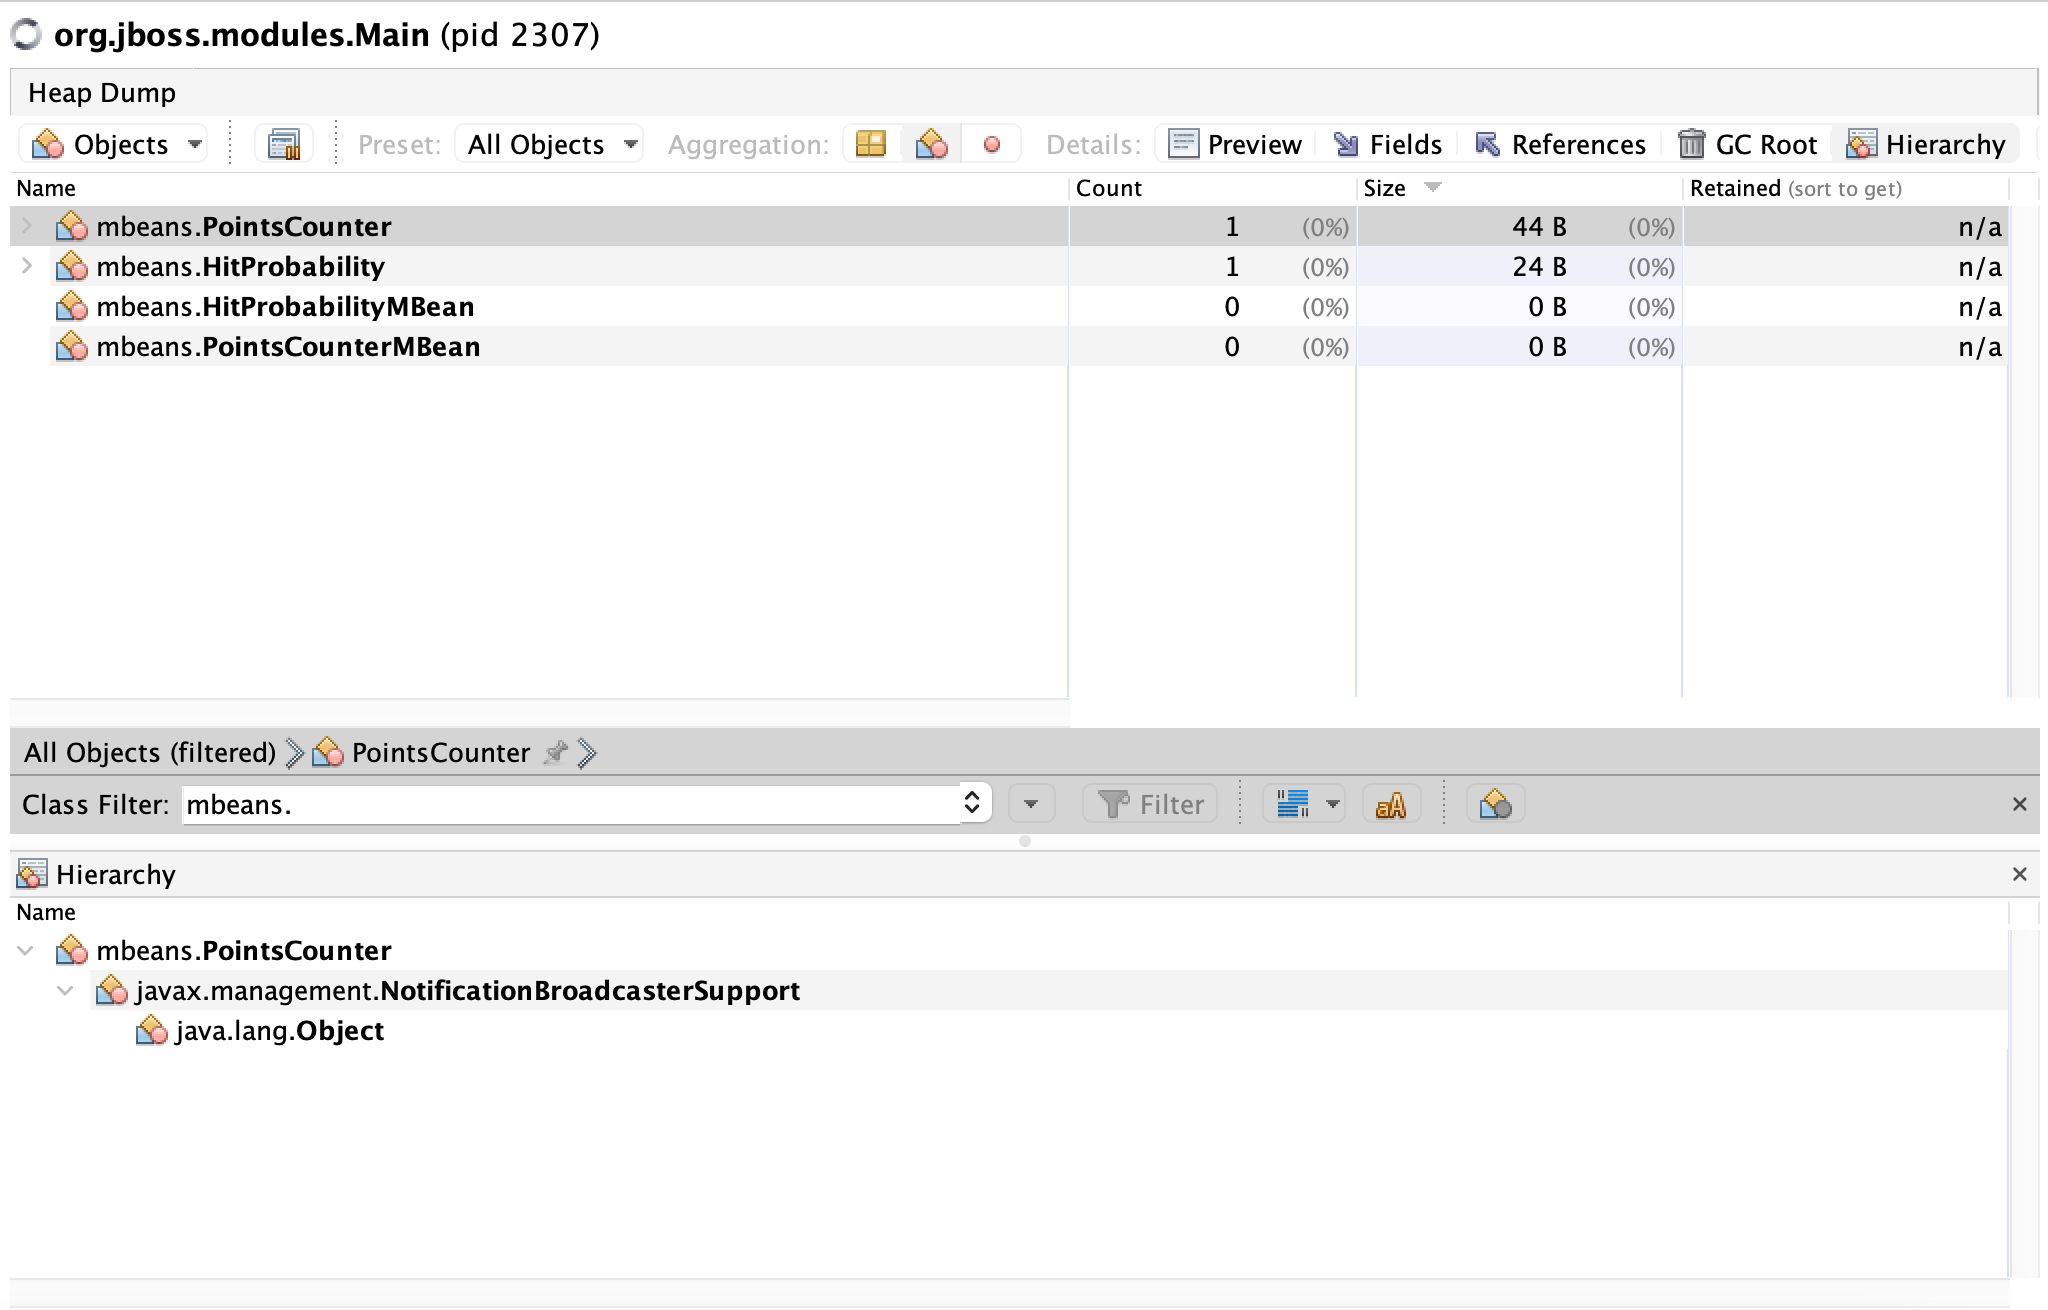 org.jboss.modules.Main (pid 2307)
Heap Dump
Objects Preset: All Objects Aggregation: Details: Preview Fields References GC Root Hierarchy
Name Count Size Retained (sort to get)
mbeans.PointsCounter 1 (0%) 44 B (0%) n/a
mbeans.HitProbability 1 (0%) 24 B (0%) n/a
mbeans.HitProbabilityMBean 0 (0%) 0 B (0%) n/a
mbeans.PointsCounterMBean 0 (0%) 0 B (0%) n/a
All Objects (filtered) PointsCounter
Class Filter: mbeans. Filter aA
Hierarchy
Name
mbeans.PointsCounter
javax.management.NotificationBroadcasterSupport
java.lang.Object